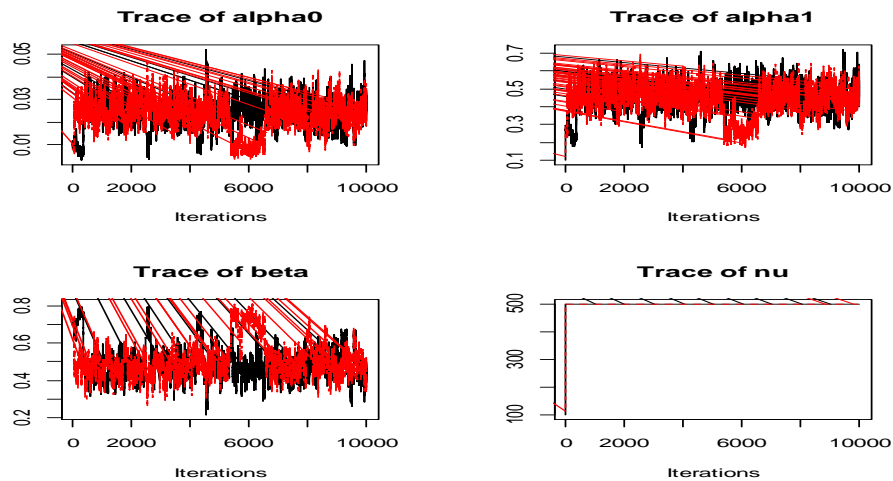 Trace of alpha0
0.01 0.03 0.05
0 2000 6000 10000
Iterations
Trace of alpha1
0.1 0.3 0.5 0.7
0 2000 6000 10000
Iterations
Trace of beta
0.2 0.4 0.6 0.8
0 2000 6000 10000
Iterations
Trace of nu
100 300 500
0 2000 6000 10000
Iterations